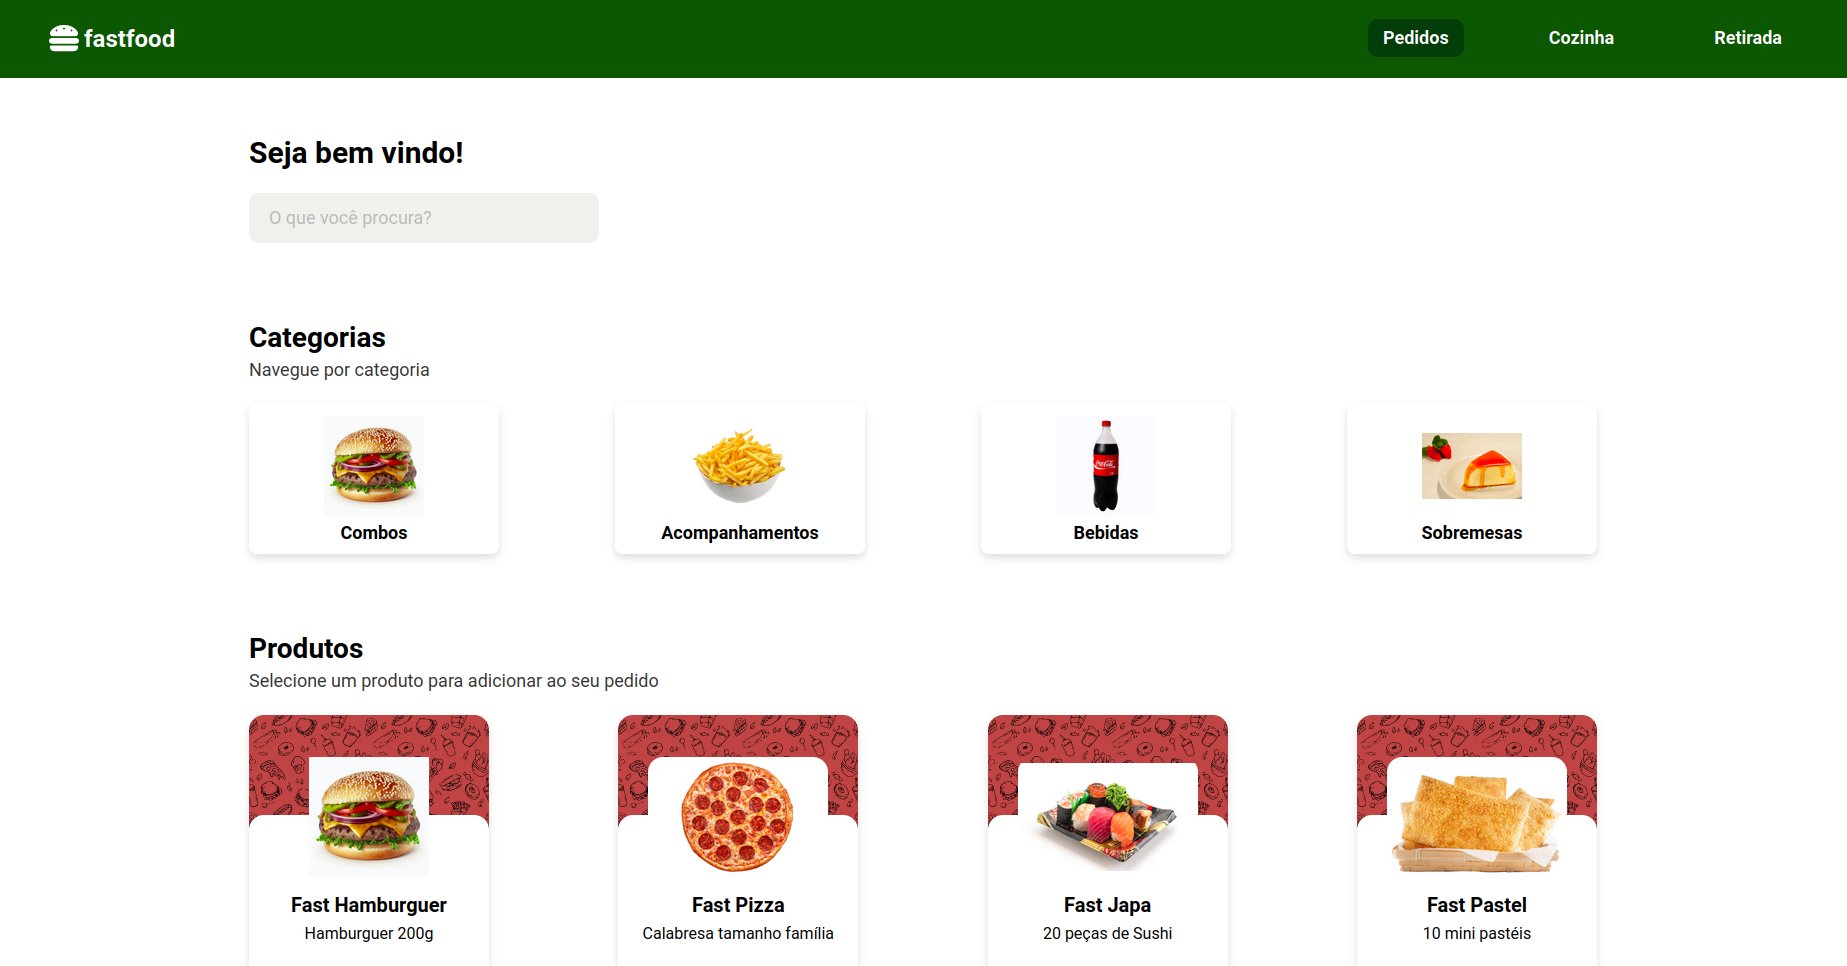 fastfood
Pedidos
Cozinha
Retirada
Seja bem vindo!
O que você procura?
Categorias
Navegue por categoria
Combos
Acompanhamentos
Bebidas
Sobremesas
Produtos
Selecione um produto para adicionar ao seu pedido
Fast Hamburguer
Hamburguer 200g
Fast Pizza
Calabresa tamanho família
Fast Japa
20 peças de Sushi
Fast Pastel
10 mini pastéis